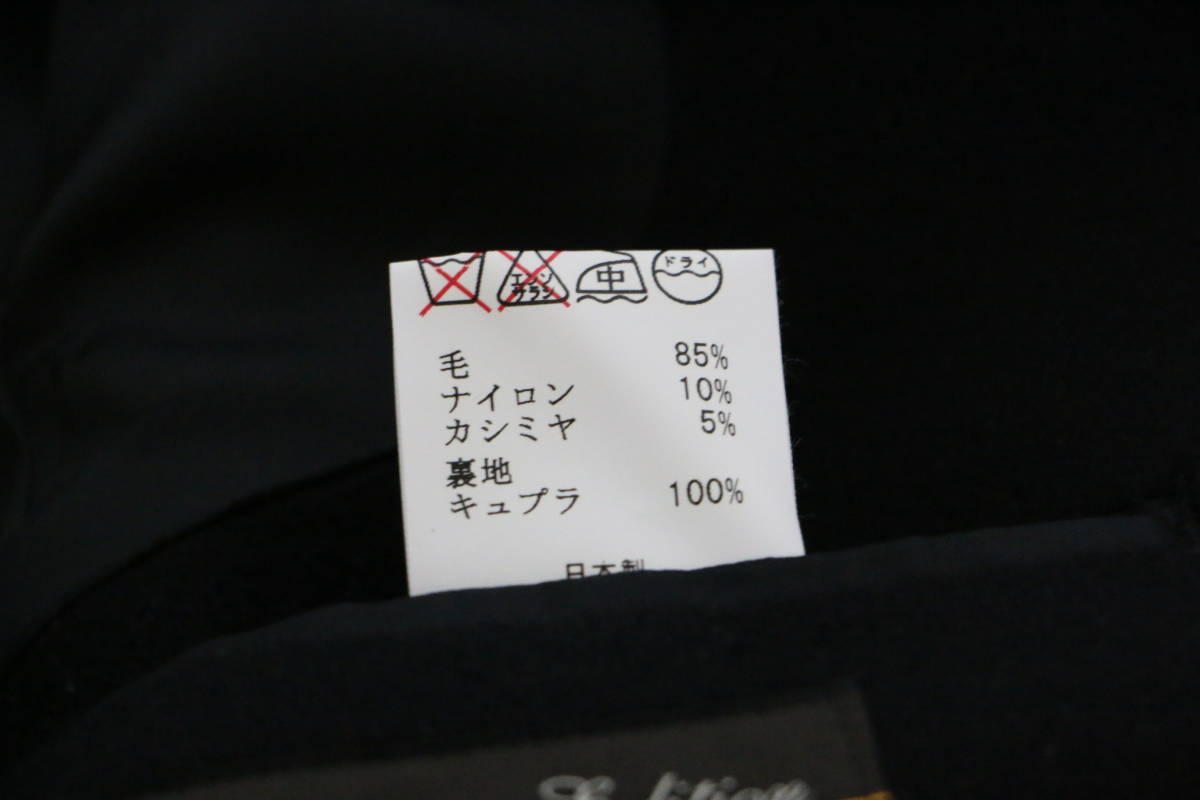 エンソ サラシ 中 ドライ
毛 85%
ナイロン 10%
カシミヤ 5%
裏地
キュプラ 100%
日本製
Edition